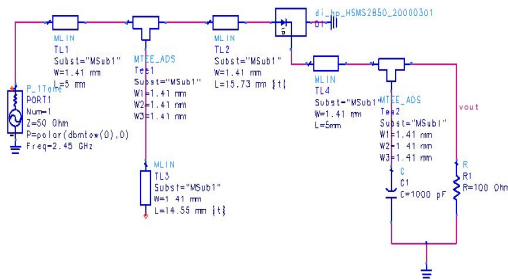 di_hp_HSMS2850_20000301
D1
MLIN
TL1
Subst="MSub1"
W=1.41 mm
L=5 mm
MTEE_ADS
Tee1
Subst="MSub1"
W1=1.41 mm
W2=1.41 mm
W3=1.41 mm
MLIN
TL2
Subst="MSub1"
W=1.41 mm
L=15.73 mm {t}
MLIN
TL4
Subst="MSub1"
W=1.41 mm
L=5mm
MTEE_ADS
Tee2
Subst="MSub1"
W1=1.41 mm
W2=1.41 mm
W3=1.41 mm
vout
P_1Tone
PORT1
Num=1
Z=50 Ohm
P=polar(dbmtow(0),0)
Freq=2.45 GHz
MLIN
TL3
Subst="MSub1"
W=1.41 mm
L=14.55 mm {t}
C
C1
C=1000 pF
R
R1
R=100 Ohm